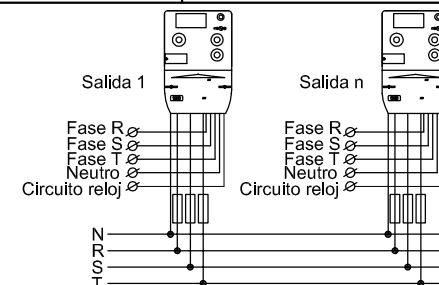 Salida 1
Salida n
Fase R
Fase S
Fase T
Neutro
Circuito reloj
Fase R
Fase S
Fase T
Neutro
Circuito reloj
N
R
S
T